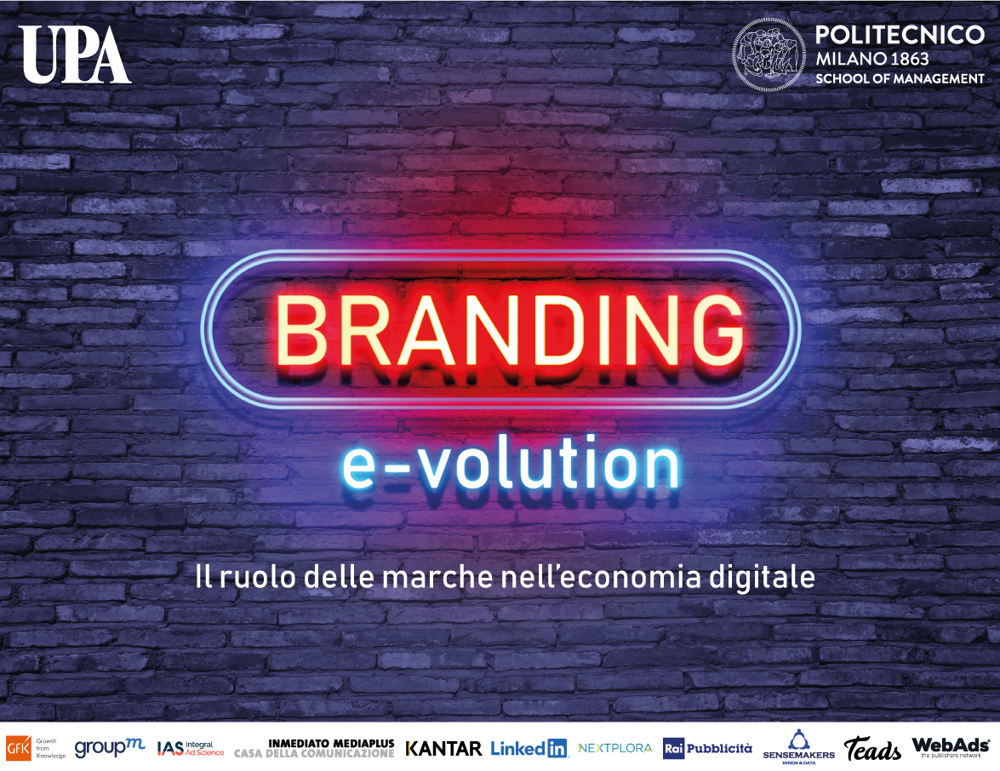 UPA
POLITECNICO
MILANO 1863
SCHOOL OF MANAGEMENT
BRANDING
e-volution
Il ruolo delle marche nell'economia digitale
GFK
Growth
from
Knowledge
groupm
IAS Integral
Ad Science
INMEDIATO MEDIAPLUS
CASA DELLA COMUNICAZIONE
KANTAR
Linked in
NEXTPLORA
Rai Pubblicità
SENSEMAKERS
MINDS & DATA
Teads
WebAds
the publishers network